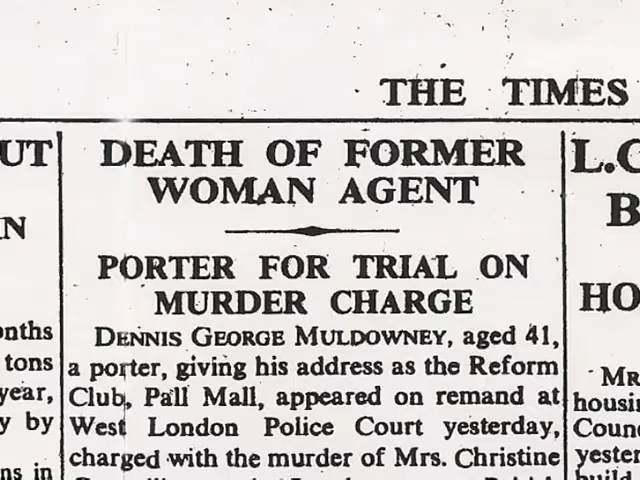 THE TIMES
UT
N
onths
tons
year,
y by
ns in
DEATH OF FORMER
WOMAN AGENT
PORTER FOR TRIAL ON
MURDER CHARGE
DENNIS GEORGE MULDOWNEY, aged 41,
a porter, giving his address as the Reform
Club, Pall Mall, appeared on remand at
West London Police Court yesterday,
charged with the murder of Mrs. Christine
L.C
B
HO
MR
housin
Counc
yester
build